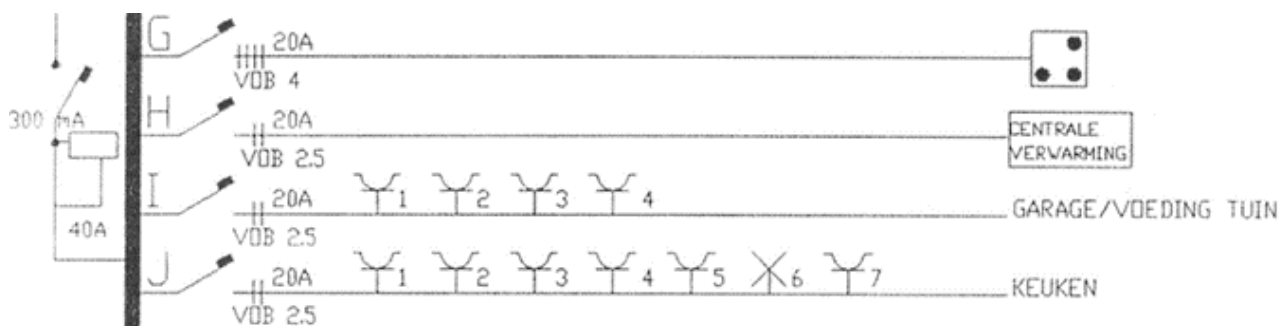 G 20A
VOB 4
300 mA
H 20A
CENTRALE
VERWARMING
VOB 2.5
I 20A 1 2 3 4 GARAGE/VOEDING TUIN
40A
VOB 2.5
J 20A 1 2 3 4 5 6 7 KEUKEN
VOB 2.5